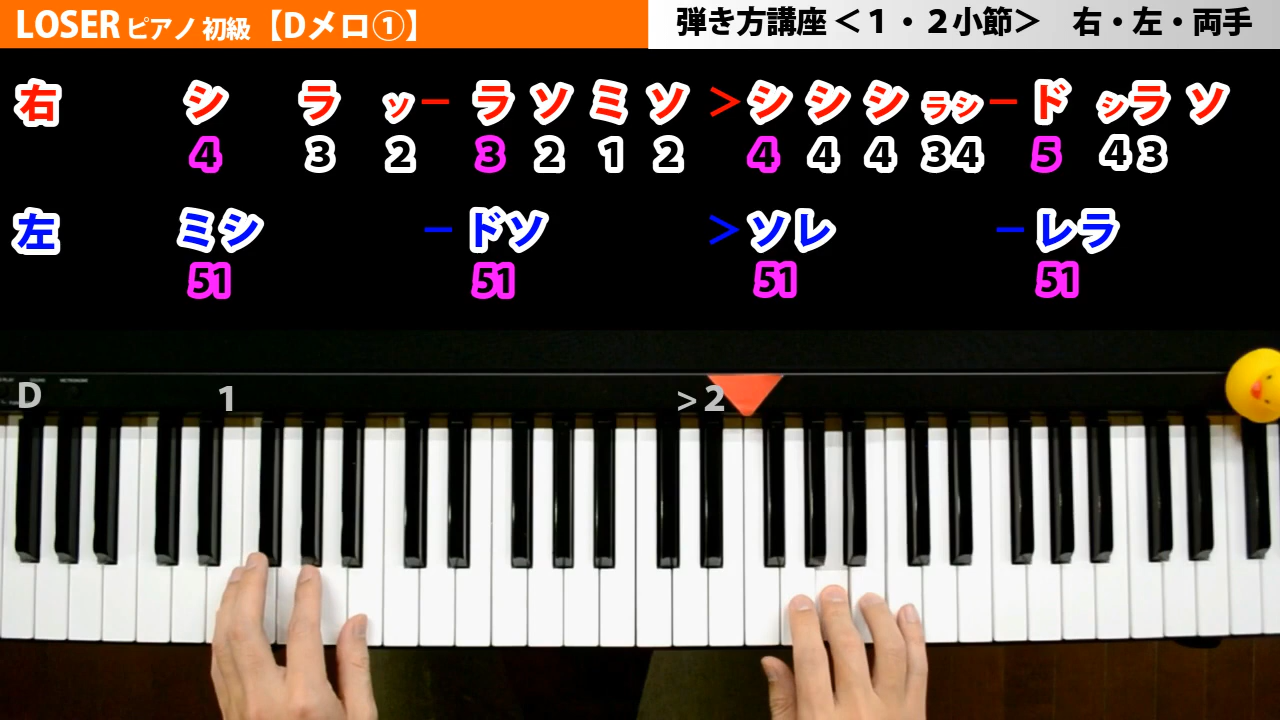 LOSER ピアノ 初級 【Dメロ①】
弾き方講座 ＜１・２小節＞　右・左・両手
右 シ ラ ッー ラ ソ ミ ソ ＞ シ シ シ ラシー ド シラ ソ
4 3 2 3 2 1 2 4 4 4 34 5 43
左 ミシ ードソ ＞ ソレ ーレラ
51 51 51 51
D 1 ＞2